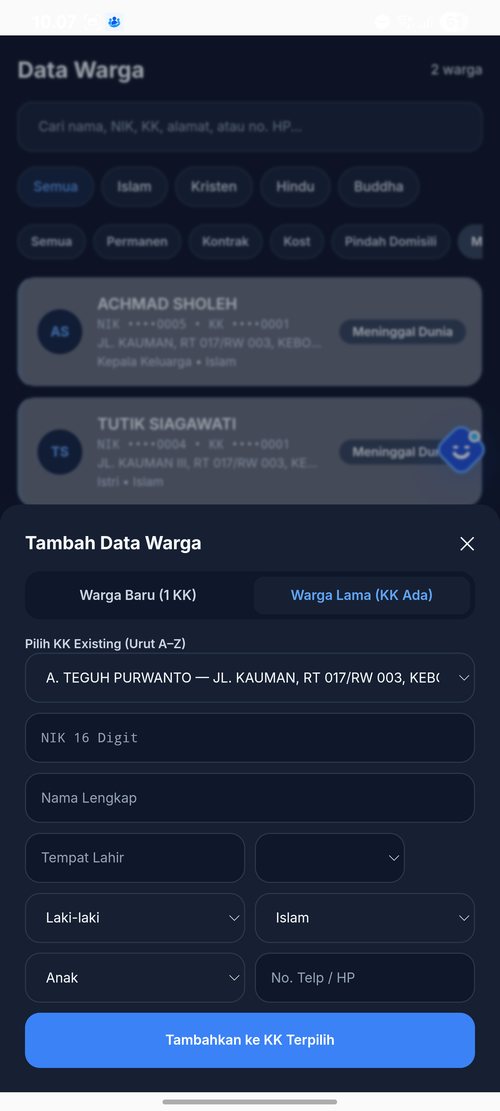 10.07
Data Warga
2 warga
Cari nama, NIK, KK, alamat, atau no. HP...
Semua
Islam
Kristen
Hindu
Buddha
Semua
Permanen
Kontrak
Kost
Pindah Domisili
M
ACHMAD SHOLEH
AS
NIK ••••0005 • KK ••••0001
Meninggal Dunia
JL. KAUMAN, RT 017/RW 003, KEBO...
Kepala Keluarga • Islam
TUTIK SIAGAWATI
TS
NIK ••••0004 • KK ••••0001
Meninggal Du
JL. KAUMAN III, RT 017/RW 003, KE...
Istri • Islam
Tambah Data Warga
Warga Baru (1 KK)
Warga Lama (KK Ada)
Pilih KK Existing (Urut A–Z)
A. TEGUH PURWANTO — JL. KAUMAN, RT 017/RW 003, KEBO
NIK 16 Digit
Nama Lengkap
Tempat Lahir
Laki-laki
Islam
Anak
No. Telp / HP
Tambahkan ke KK Terpilih